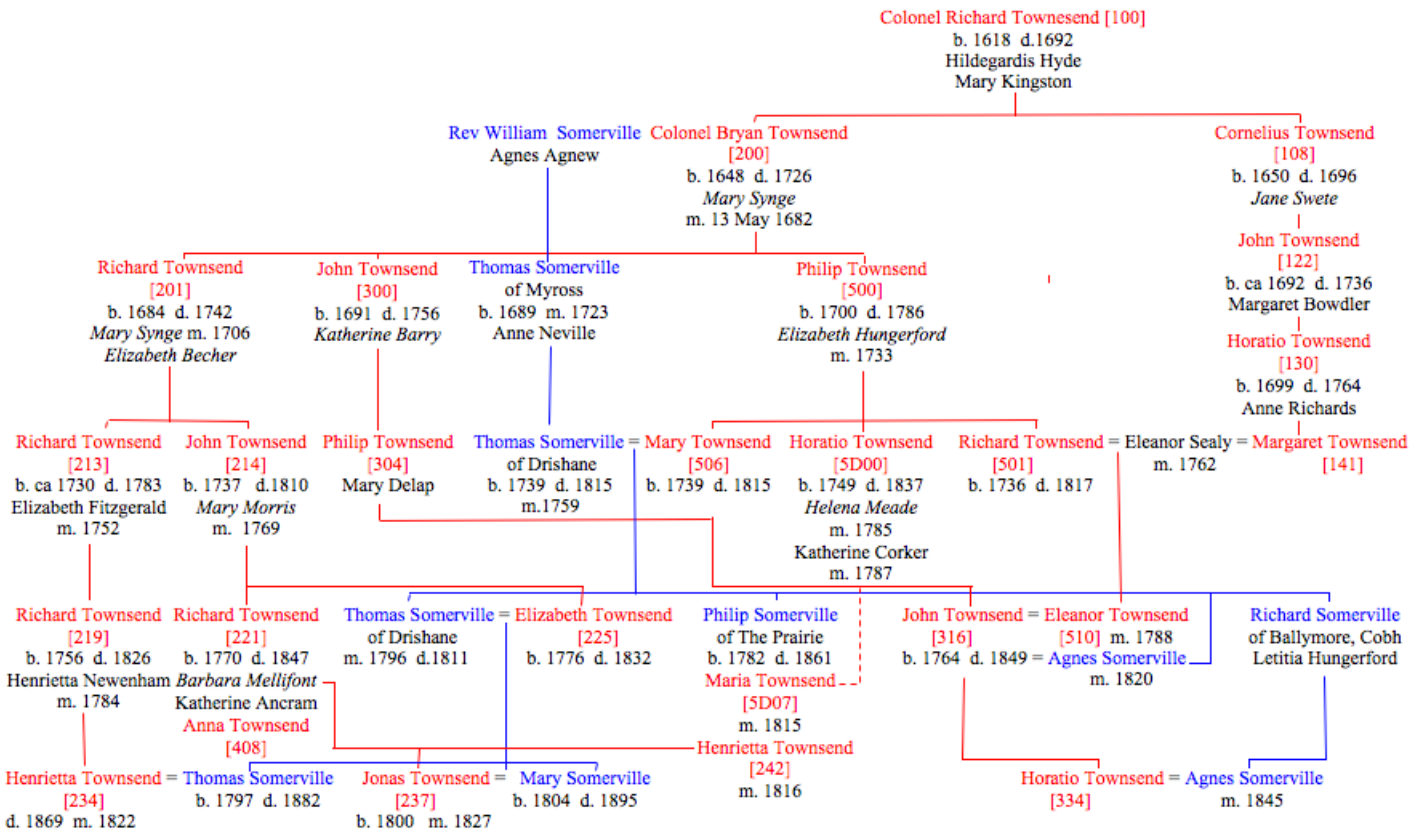 Colonel Richard Townesend [100]
b. 1618 d.1692
Hildegardis Hyde
Mary Kingston
Rev William Somerville
Agnes Agnew
Colonel Bryan Townsend
[200]
b. 1648 d. 1726
Mary Synge
m. 13 May 1682
Cornelius Townsend
[108]
b. 1650 d. 1696
Jane Swete
John Townsend
[122]
b. ca 1692 d. 1736
Margaret Bowdler
Horatio Townsend
[130]
b. 1699 d. 1764
Anne Richards
Richard Townsend
[201]
b. 1684 d. 1742
Mary Synge m. 1706
Elizabeth Becher
John Townsend
[300]
b. 1691 d. 1756
Katherine Barry
Thomas Somerville
of Myross
b. 1689 m. 1723
Anne Neville
Philip Townsend
[500]
b. 1700 d. 1786
Elizabeth Hungerford
m. 1733
Richard Townsend
[213]
b. ca 1730 d. 1783
Elizabeth Fitzgerald
m. 1752
John Townsend
[214]
b. 1737 d.1810
Mary Morris
m. 1769
Philip Townsend
[304]
Mary Delap
Thomas Somerville =
of Drishane
b. 1739 d. 1815
m.1759
Mary Townsend
[506]
b. 1739 d. 1815
Horatio Townsend
[5D00]
b. 1749 d. 1837
Helena Meade
m. 1785
Katherine Corker
m. 1787
Richard Townsend =
[501]
b. 1736 d. 1817
Eleanor Sealy =
m. 1762
Margaret Townsend
[141]
Richard Townsend
[219]
b. 1756 d. 1826
Henrietta Newenham
m. 1784
Richard Townsend
[221]
b. 1770 d. 1847
Barbara Mellifont
Katherine Ancram
Anna Townsend
[408]
Thomas Somerville =
of Drishane
m. 1796 d.1811
Elizabeth Townsend
[225]
b. 1776 d. 1832
Philip Somerville
of The Prairie
b. 1782 d. 1861
Maria Townsend
[5D07]
m. 1815
Henrietta Townsend
[242]
m. 1816
John Townsend = Eleanor Townsend
[316] [510] m. 1788
b. 1764 d. 1849 = Agnes Somerville
m. 1820
Richard Somerville
of Ballymore, Cobh
Letitia Hungerford
Henrietta Townsend =
[234]
d. 1869 m. 1822
Thomas Somerville
b. 1797 d. 1882
Jonas Townsend =
[237]
b. 1800 m. 1827
Mary Somerville
b. 1804 d. 1895
Horatio Townsend =
[334]
Agnes Somerville
m. 1845